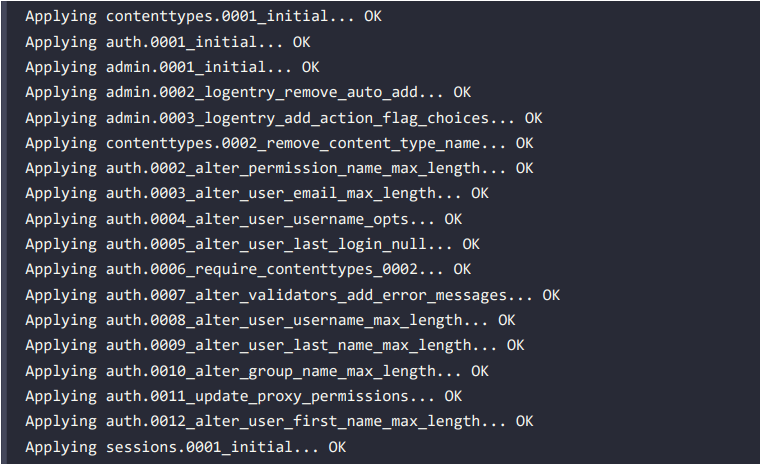 Applying contenttypes.0001_initial... OK
Applying auth.0001_initial... OK
Applying admin.0001_initial... OK
Applying admin.0002_logentry_remove_auto_add... OK
Applying admin.0003_logentry_add_action_flag_choices... OK
Applying contenttypes.0002_remove_content_type_name... OK
Applying auth.0002_alter_permission_name_max_length... OK
Applying auth.0003_alter_user_email_max_length... OK
Applying auth.0004_alter_user_username_opts... OK
Applying auth.0005_alter_user_last_login_null... OK
Applying auth.0006_require_contenttypes_0002... OK
Applying auth.0007_alter_validators_add_error_messages... OK
Applying auth.0008_alter_user_username_max_length... OK
Applying auth.0009_alter_user_last_name_max_length... OK
Applying auth.0010_alter_group_name_max_length... OK
Applying auth.0011_update_proxy_permissions... OK
Applying auth.0012_alter_user_first_name_max_length... OK
Applying sessions.0001_initial... OK